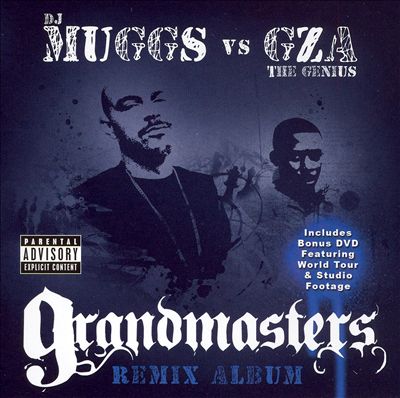 DJ
MUGGS vs GZA
THE GENIUS
Includes
Bonus DVD
Featuring
World Tour
& Studio
Footage
PARENTAL
ADVISORY
EXPLICIT CONTENT
grandmasters
REMIX ALBUM